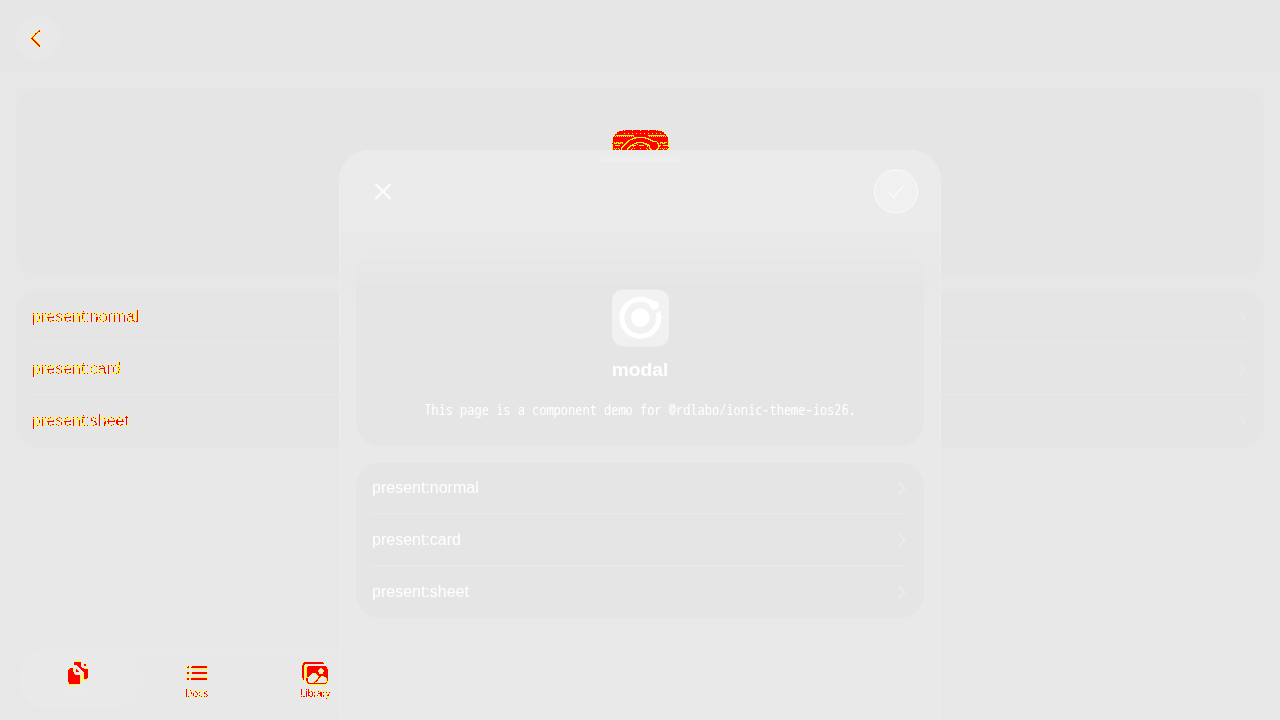 present:normal
present:card
present:sheet
modal
This page is a component demo for @rdlabo/ionic-theme-ios26.
present:normal
present:card
present:sheet
Docs
Library